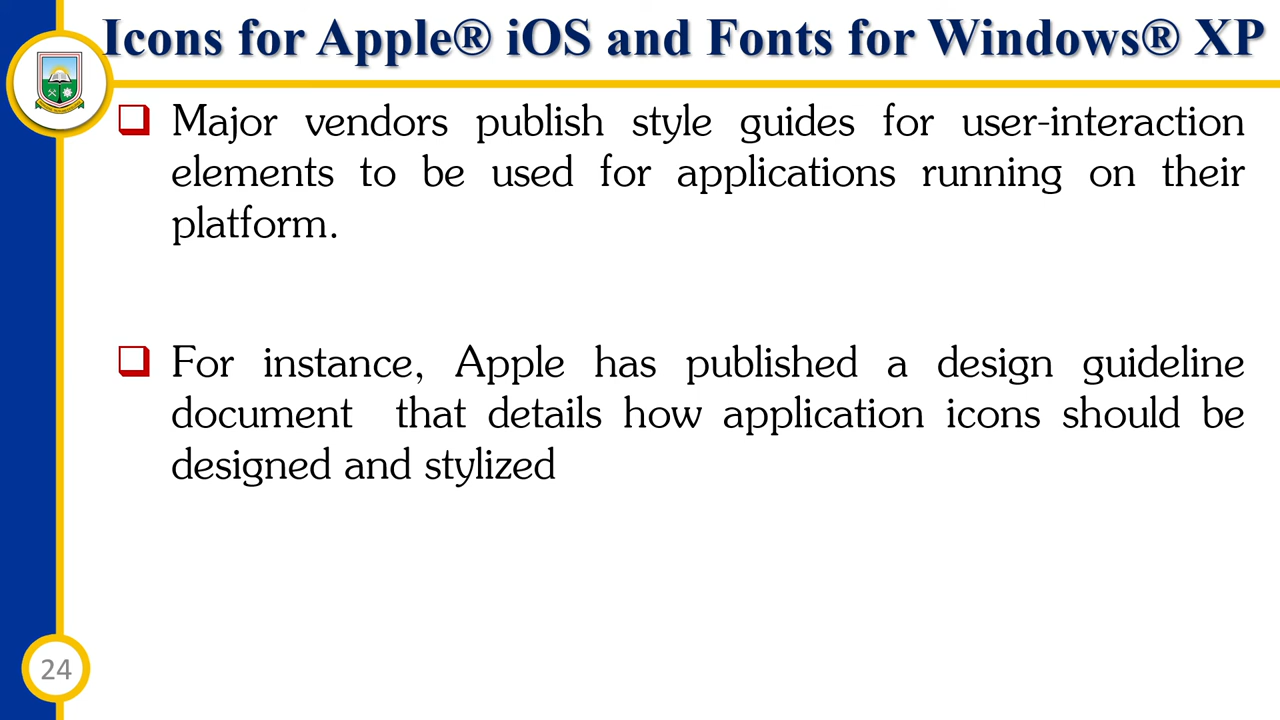 Icons for Apple® iOS and Fonts for Windows® XP
Major vendors publish style guides for user-interaction
elements to be used for applications running on their
platform.
For instance, Apple has published a design guideline
document that details how application icons should be
designed and stylized
24